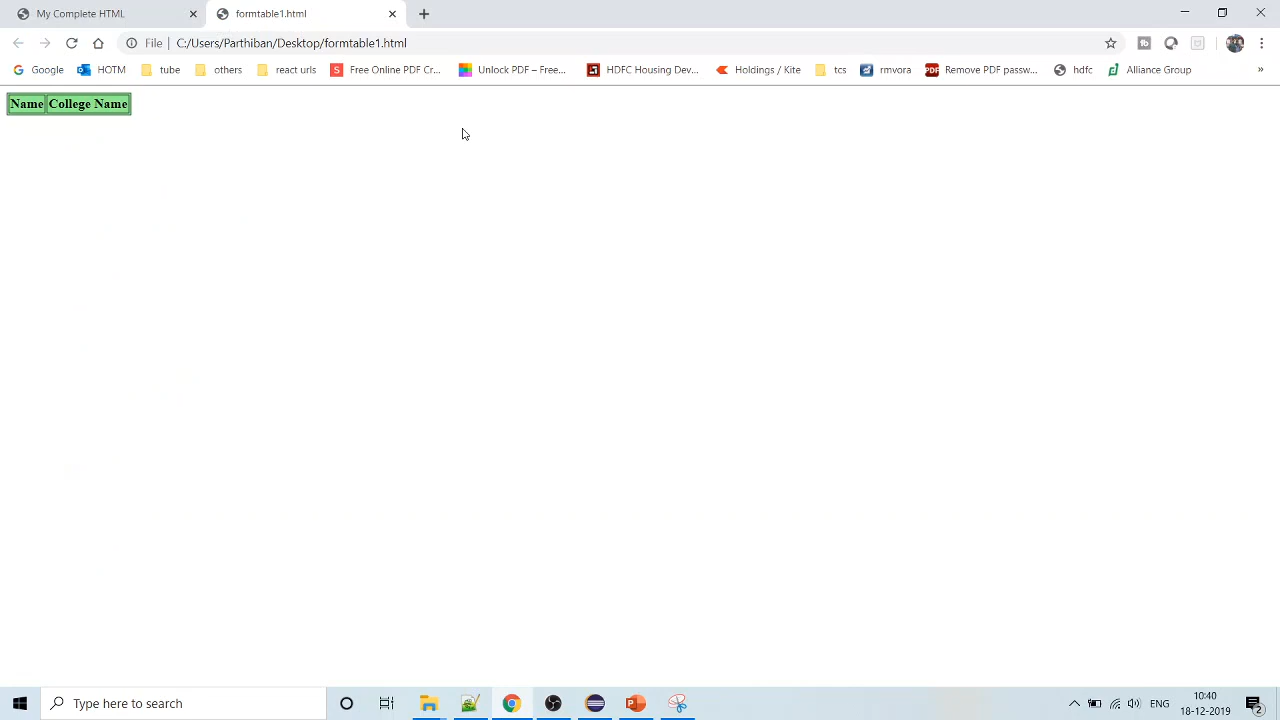 My Complete HTML
formtable1.html
File
C:/Users/Parthiban/Desktop/formtable1.html
Google
HOTM
tube
others
react urls
Free Online PDF Cr...
Unlock PDF – Free...
HDFC Housing Dev...
Holdings / Kite
tcs
rmvora
Remove PDF passw...
hdfc
Alliance Group
»
Name College Name
Type here to search
ENG
10:40
18-12-2019
2